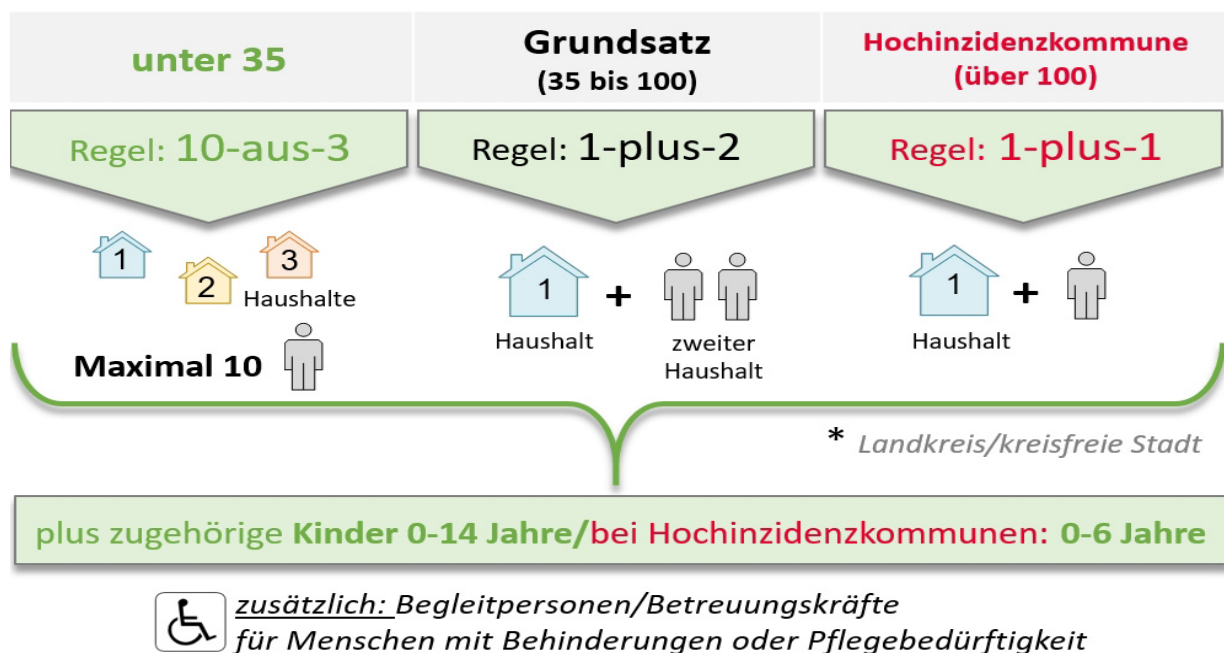 unter 35
Grundsatz
(35 bis 100)
Hochinzidenzkommune
(über 100)
Regel: 10-aus-3
Regel: 1-plus-2
Regel: 1-plus-1
1
2
3
Haushalte
Maximal 10
1
+
Haushalt
zweiter
Haushalt
1
+
Haushalt
* Landkreis/kreisfreie Stadt
plus zugehörige Kinder 0-14 Jahre/bei Hochinzidenzkommunen: 0-6 Jahre
zusätzlich: Begleitpersonen/Betreuungskräfte
für Menschen mit Behinderungen oder Pflegebedürftigkeit